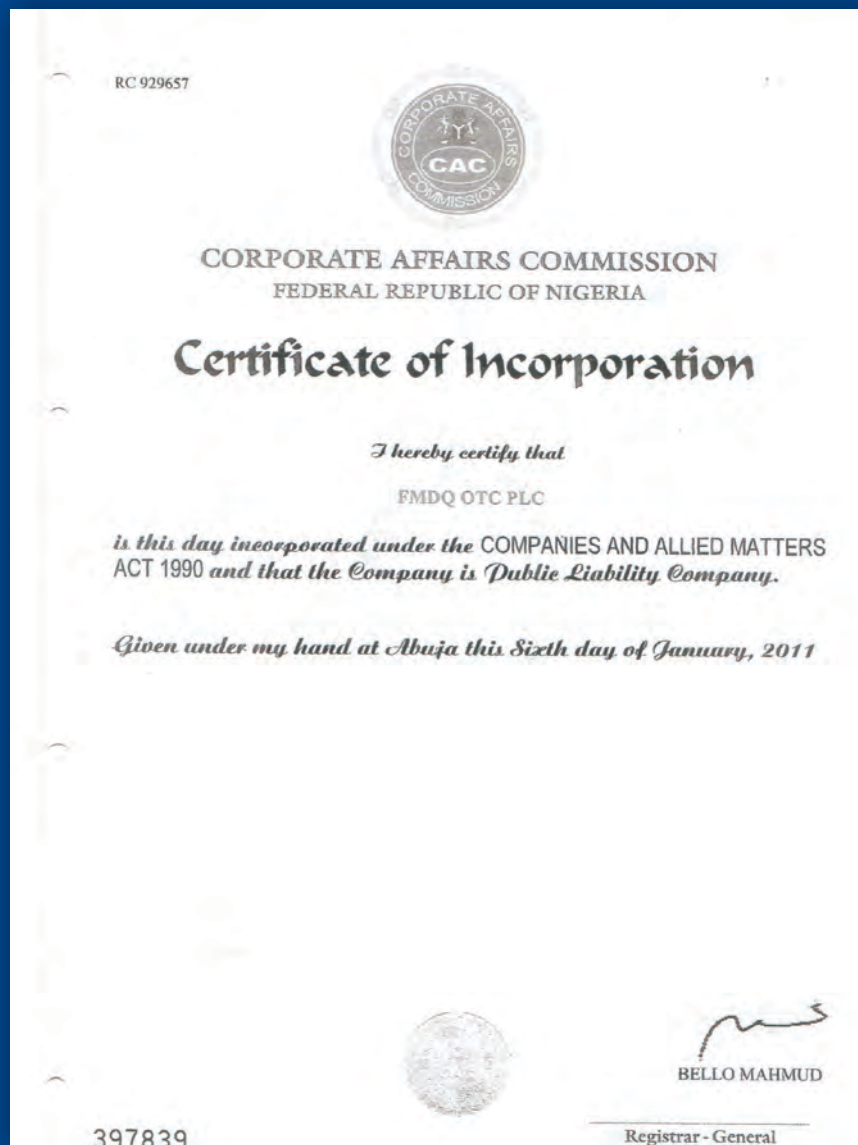 RC 929657
CORPORATE AFFAIRS
CAC
COMMISSION
CORPORATE AFFAIRS COMMISSION
FEDERAL REPUBLIC OF NIGERIA
Certificate of Incorporation
I hereby certify that
FMDQ OTC PLC
is this day incorporated under the COMPANIES AND ALLIED MATTERS
ACT 1990 and that the Company is Public Liability Company.
Given under my hand at Abuja this Sixth day of January, 2011
BELLO MAHMUD
Registrar - General
397839